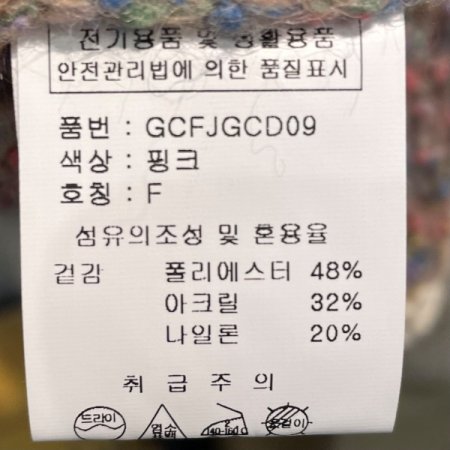 전기용품 및 생활용품
안전관리법에 의한 품질표시
품번 : GCFJGCD09
색상 : 핑크
호칭 : F
섬유의조성 및 혼용율
겉감 폴리에스터 48%
아크릴 32%
나일론 20%
취급주의
드라이